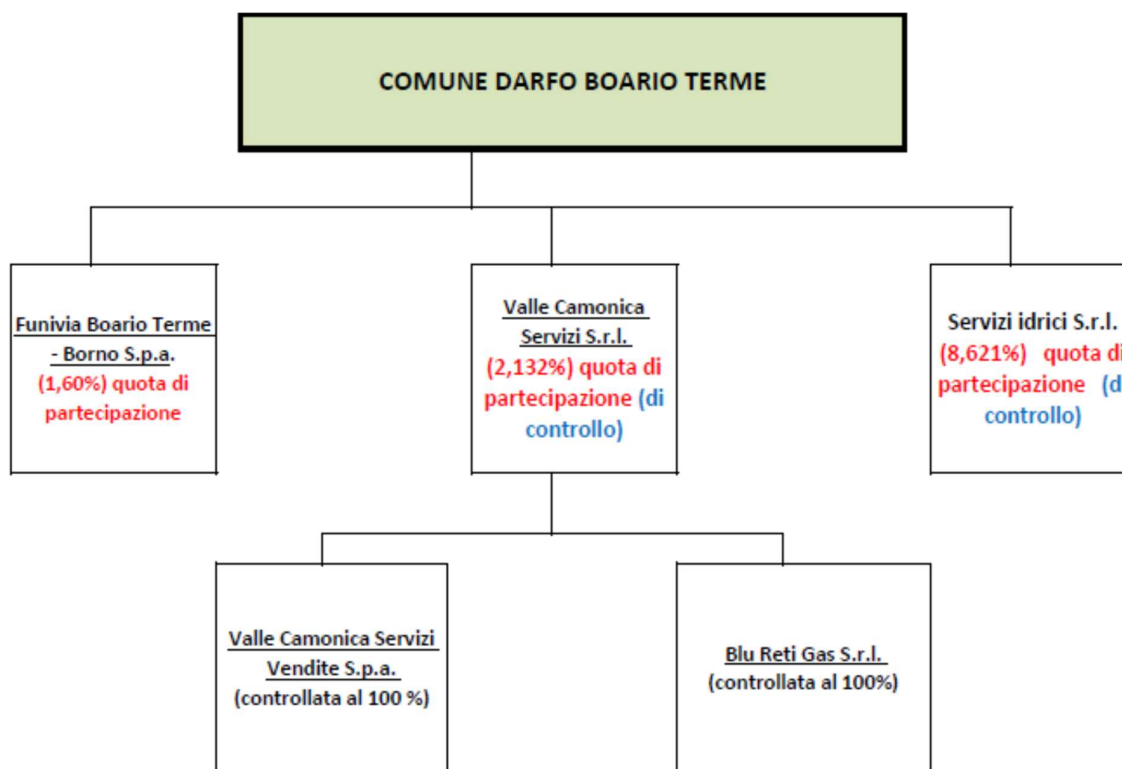 COMUNE DARFO BOARIO TERME
Funivia Boario Terme
- Borno S.p.a.
(1,60%) quota di
partecipazione
Valle Camonica
Servizi S.r.l.
(2,132%) quota di
partecipazione (di
controllo)
Servizi idrici S.r.l.
(8,621%) quota di
partecipazione (d
controllo)
Valle Camonica Servizi
Vendite S.p.a.
(controllata al 100 %)
Blu Reti Gas S.r.l.
(controllata al 100%)